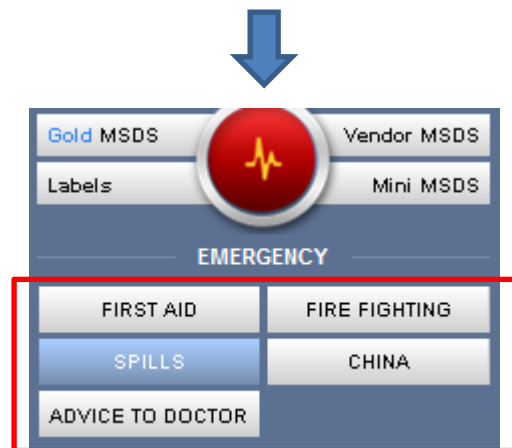 Gold MSDS Vendor MSDS
Labels Mini MSDS
EMERGENCY
FIRST AID FIRE FIGHTING
SPILLS CHINA
ADVICE TO DOCTOR